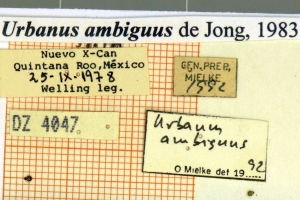 Urbanus ambiguus de Jong, 1983
Nuevo X-Can
Quintana Roo, México
25-IX-1978
Welling leg.
GEN. PREP.
MIELKE
1992
DZ 4047
Urbanus
ambiguus
O Mielke det 19..... 92